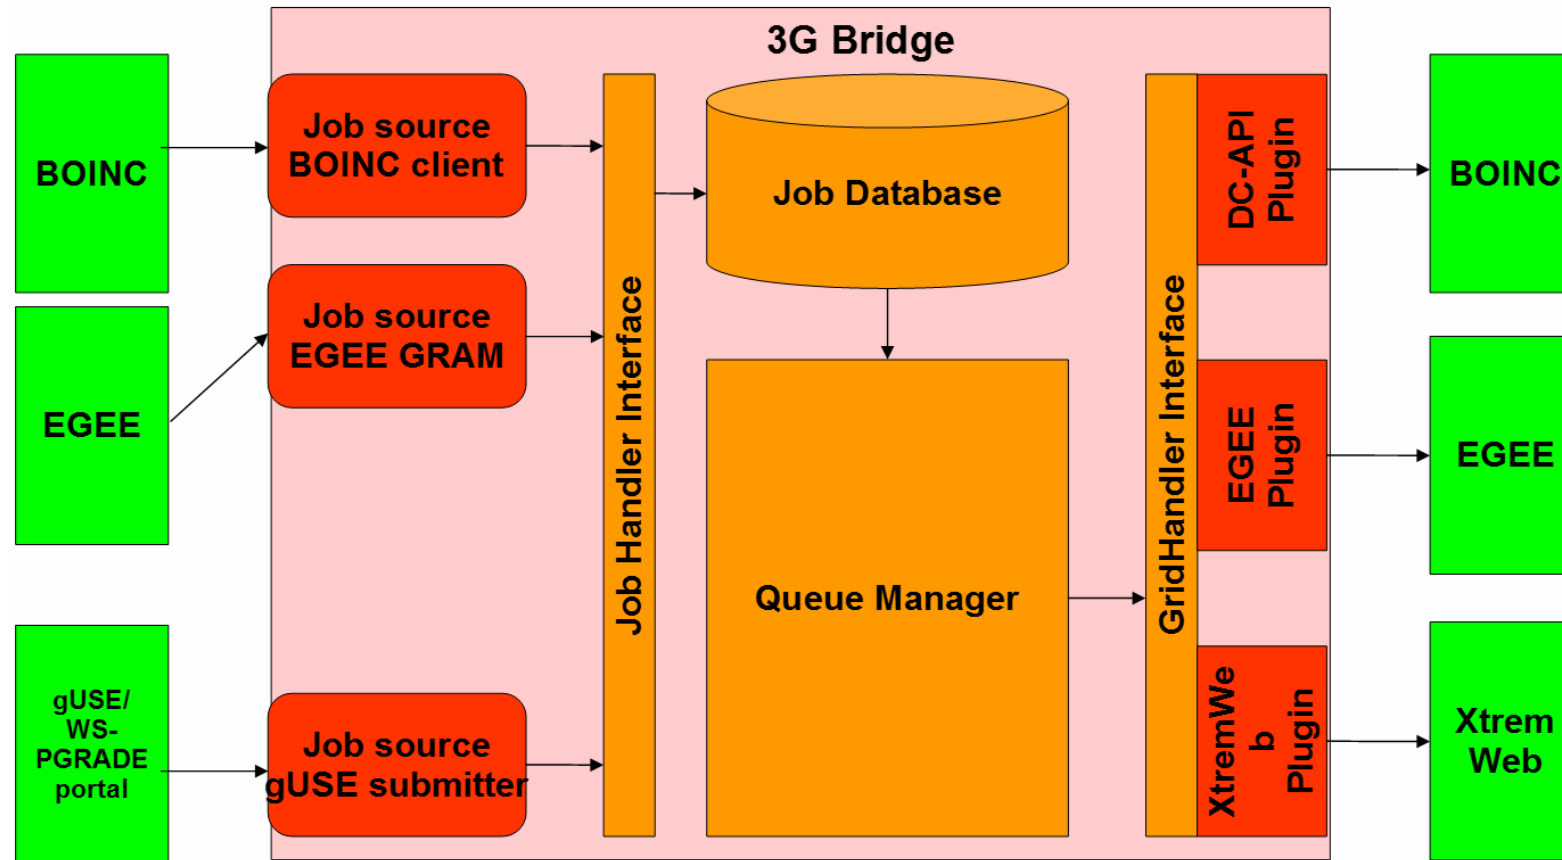 3G Bridge
BOINC
Job source
BOINC client
EGEE
Job source
EGEE GRAM
gUSE/
WS-
PGRADE
portal
Job source
gUSE submitter
Job Handler Interface
Job Database
Queue Manager
GridHandler Interface
DC-API
Plugin
EGEE
Plugin
XtremWe
b
Plugin
BOINC
EGEE
Xtrem
Web